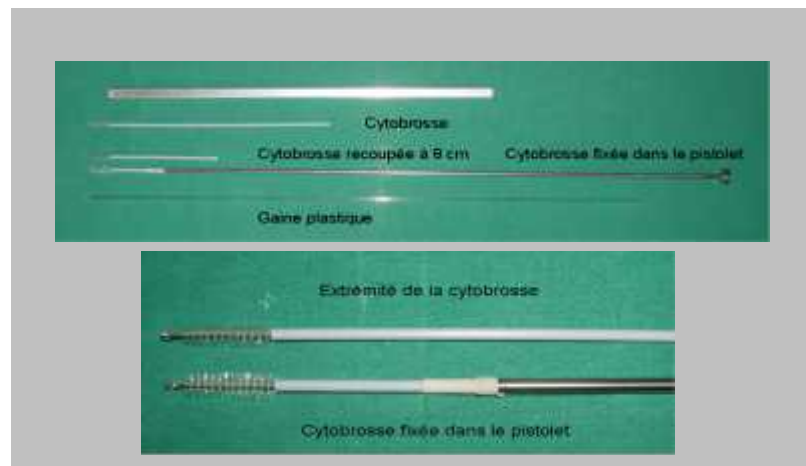 Cytobrosse
Cytobrosse recoupée à 8 cm
Cytobrosse fixée dans le pistolet
Gaine plastique
Extrémité de la cytobrosse
Cytobrosse fixée dans le pistolet